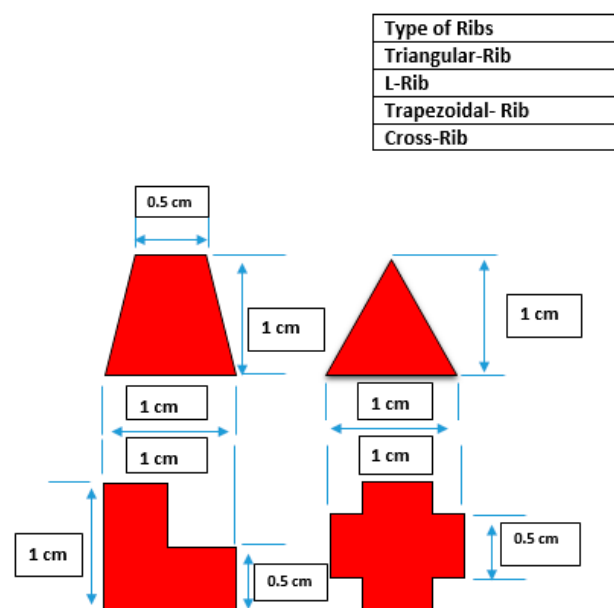 Type of Ribs
Triangular-Rib
L-Rib
Trapezoidal- Rib
Cross-Rib
0.5 cm
1 cm
1 cm
1 cm
1 cm
1 cm
1 cm
1 cm
0.5 cm
0.5 cm